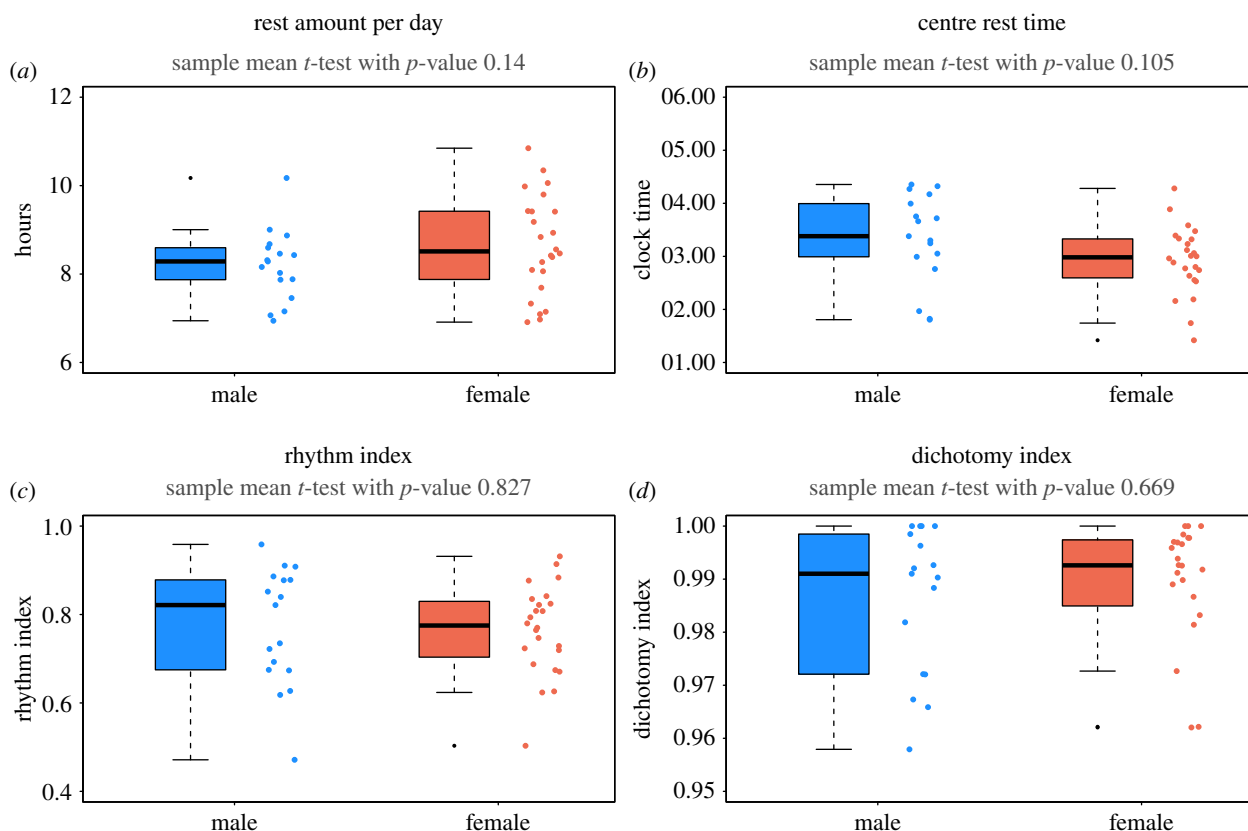 rest amount per day
(a) sample mean t-test with p-value 0.14
12
10
8
6
hours
male female
centre rest time
(b) sample mean t-test with p-value 0.105
06.00
05.00
04.00
03.00
02.00
01.00
clock time
male female
rhythm index
(c) sample mean t-test with p-value 0.827
1.0
0.8
0.6
0.4
rhythm index
male female
dichotomy index
(d) sample mean t-test with p-value 0.669
1.00
0.99
0.98
0.97
0.96
0.95
dichotomy index
male female